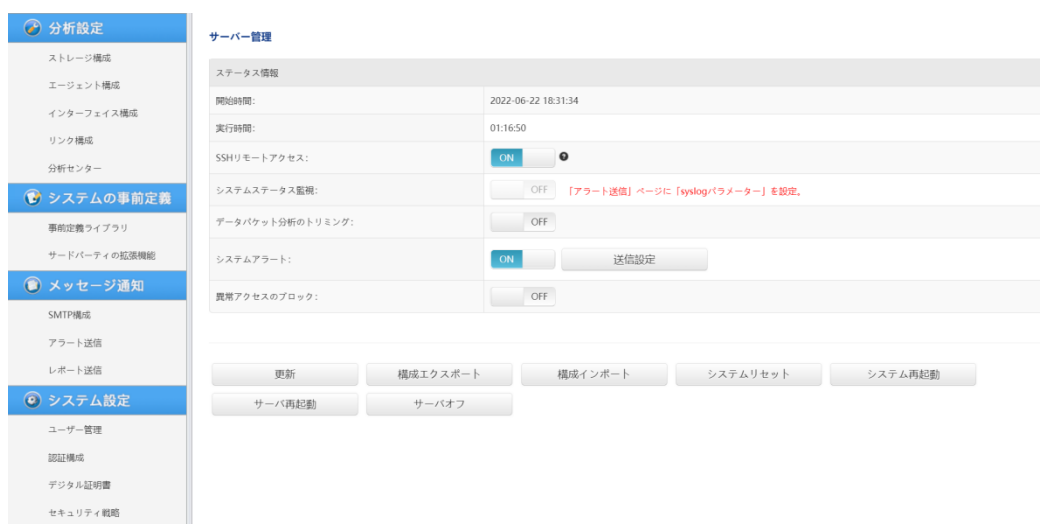 分析設定
ストレージ構成
エージェント構成
インターフェイス構成
リンク構成
分析センター
システムの事前定義
事前定義ライブラリ
サードパーティの拡張機能
メッセージ通知
SMTP構成
アラート送信
レポート送信
システム設定
ユーザー管理
認証構成
デジタル証明書
セキュリティ戦略
サーバー管理
ステータス情報
開始時間: 2022-06-22 18:31:34
実行時間: 01:16:50
SSHリモートアクセス: ON
システムステータス監視: OFF 「アラート送信」ページに「syslogパラメーター」を設定。
データパケット分析のトリミング: OFF
システムアラート: ON 送信設定
異常アクセスのブロック: OFF
更新 構成エクスポート 構成インポート システムリセット システム再起動
サーバ再起動 サーバオフ